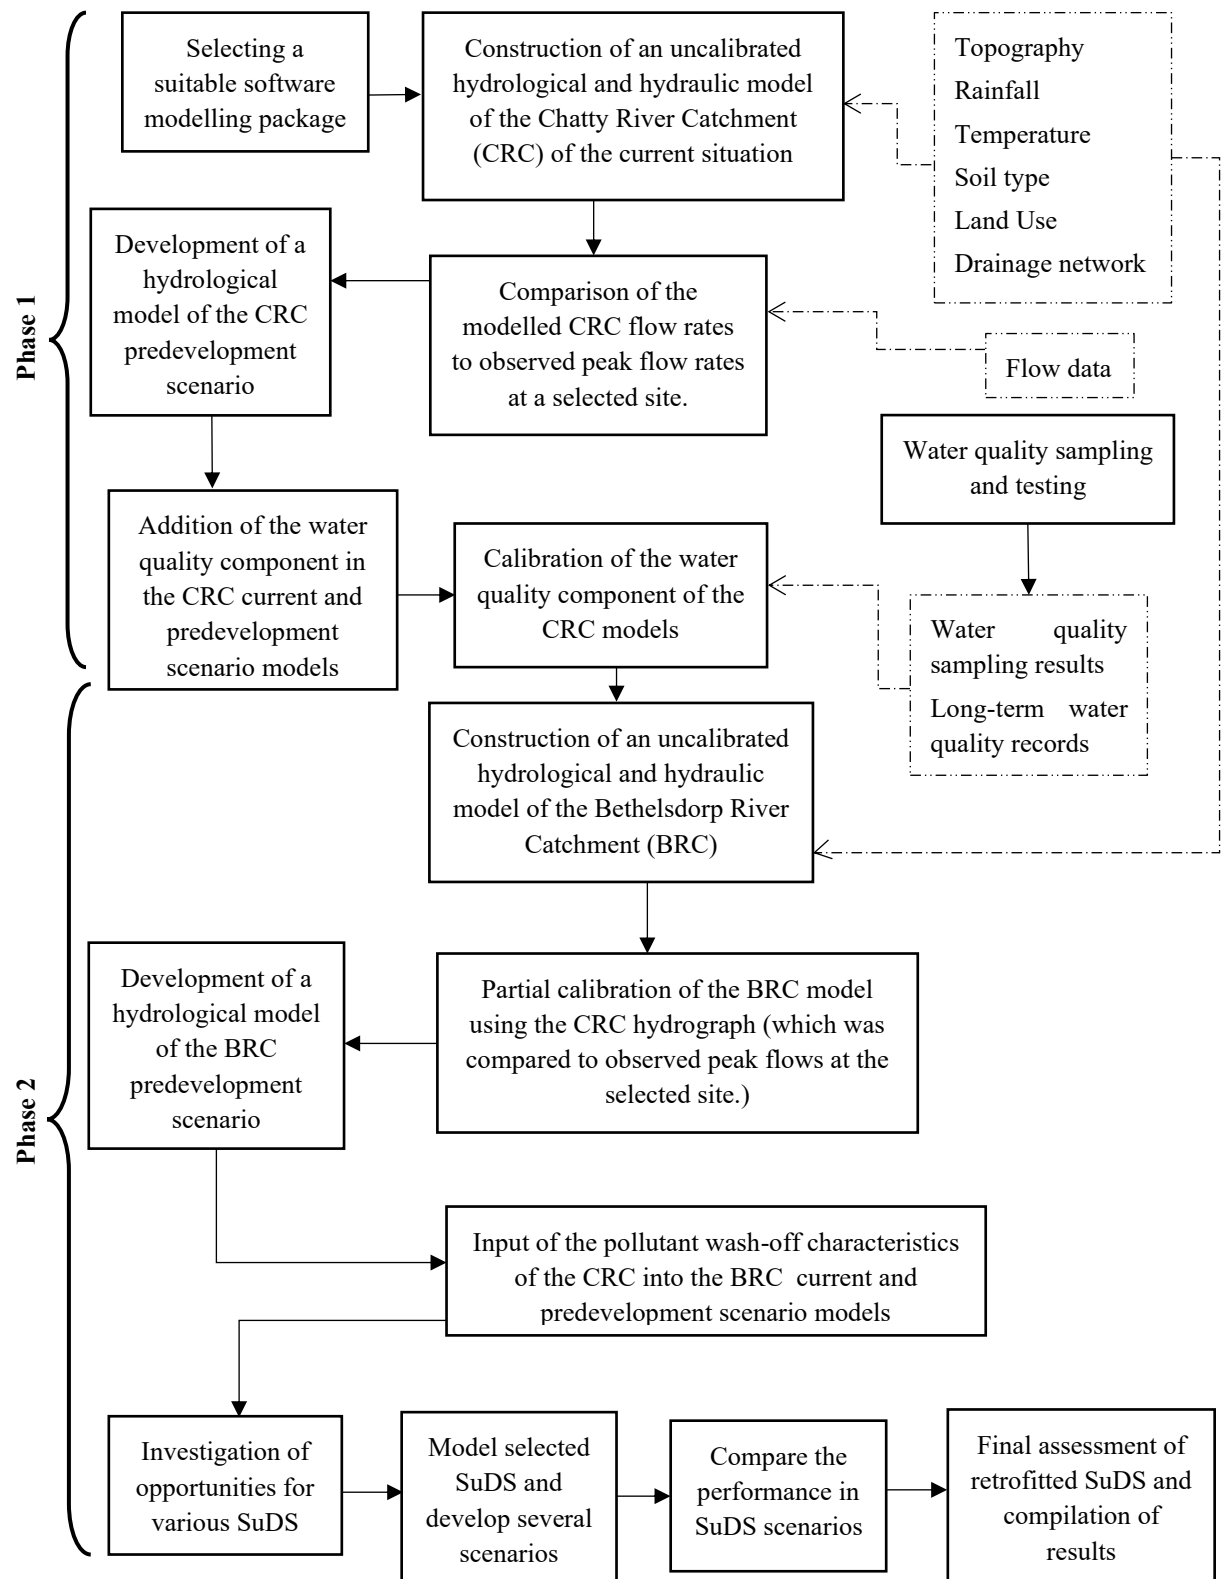 Phase 1
Selecting a
suitable software
modelling package
Construction of an uncalibrated
hydrological and hydraulic model
of the Chatty River Catchment
(CRC) of the current situation
Topography
Rainfall
Temperature
Soil type
Land Use
Drainage network
Development of a
hydrological
model of the CRC
predevelopment
scenario
Comparison of the
modelled CRC flow rates
to observed peak flow rates
at a selected site.
Flow data
Water quality sampling
and testing
Addition of the water
quality component in
the CRC current and
predevelopment
scenario models
Calibration of the water
quality component of the
CRC models
Water quality
sampling results
Long-term water
quality records
Phase 2
Construction of an uncalibrated
hydrological and hydraulic
model of the Bethelsdorp River
Catchment (BRC)
Development of a
hydrological model
of the BRC
predevelopment
scenario
Partial calibration of the BRC model
using the CRC hydrograph (which was
compared to observed peak flows at the
selected site.)
Input of the pollutant wash-off characteristics
of the CRC into the BRC current and
predevelopment scenario models
Investigation of
opportunities for
various SuDS
Model selected
SuDS and
develop several
scenarios
Compare the
performance in
SuDS scenarios
Final assessment of
retrofitted SuDS and
compilation of
results